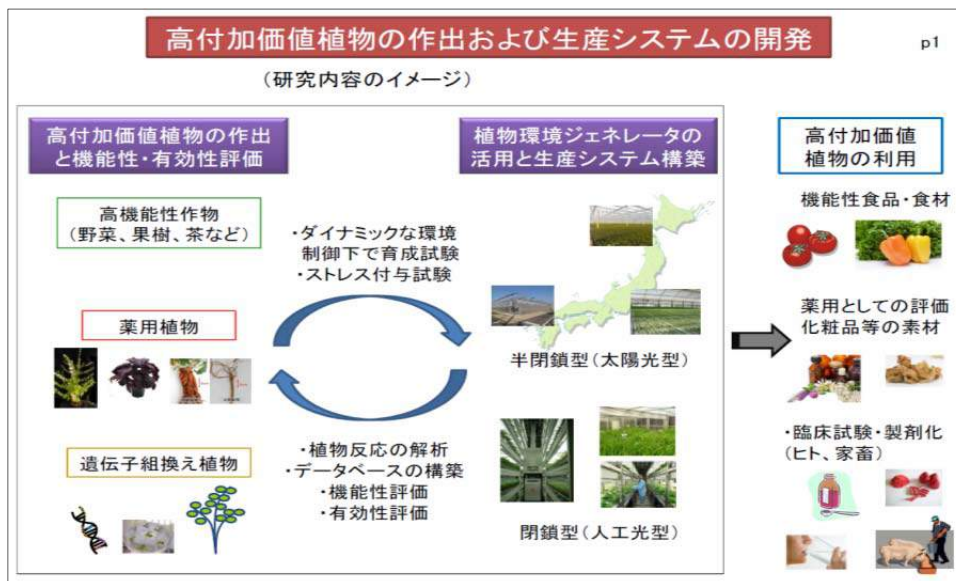 高付加価値植物の作出および生産システムの開発
p1
(研究内容のイメージ)
高付加価値植物の作出
と機能性・有効性評価
高機能性作物
(野菜、果樹、茶など)
薬用植物
遺伝子組換え植物
・ダイナミックな環境
制御下で育成試験
・ストレス付与試験
・植物反応の解析
・データベースの構築
・機能性評価
・有効性評価
植物環境ジェネレータの
活用と生産システム構築
半閉鎖型(太陽光型)
閉鎖型(人工光型)
高付加価値
植物の利用
機能性食品・食材
薬用としての評価
化粧品等の素材
・臨床試験・製剤化
(ヒト、家畜)